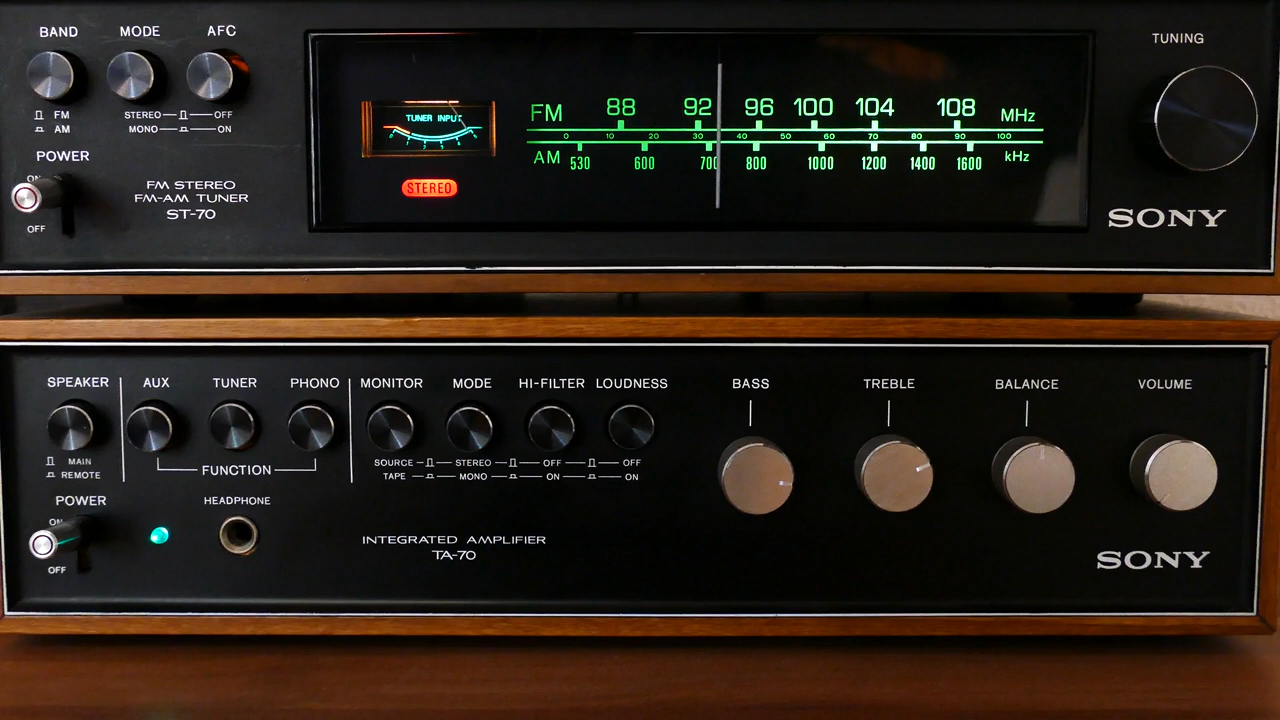 BAND MODE AFC
FM STEREO OFF
AM MONO ON
POWER
ON
OFF
FM STEREO
FM-AM TUNER
ST-70
TUNER INPUT
STEREO
FM 88 92 96 100 104 108 MHz
0 10 20 30 40 50 60 70 80 90 100
AM 530 600 700 800 1000 1200 1400 1600 kHz
TUNING
SONY
SPEAKER AUX TUNER PHONO MONITOR MODE HI-FILTER LOUDNESS BASS TREBLE BALANCE VOLUME
MAIN
REMOTE
FUNCTION
SOURCE STEREO OFF OFF
TAPE MONO ON ON
POWER
ON
OFF
HEADPHONE
INTEGRATED AMPLIFIER
TA-70
SONY